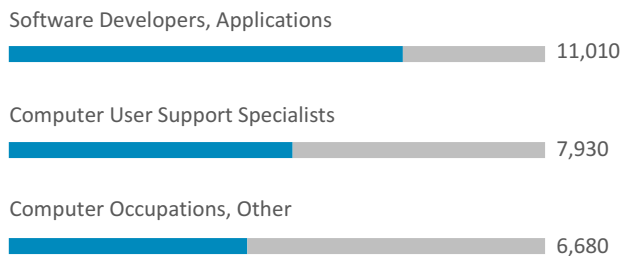 Software Developers, Applications
11,010
Computer User Support Specialists
7,930
Computer Occupations, Other
6,680